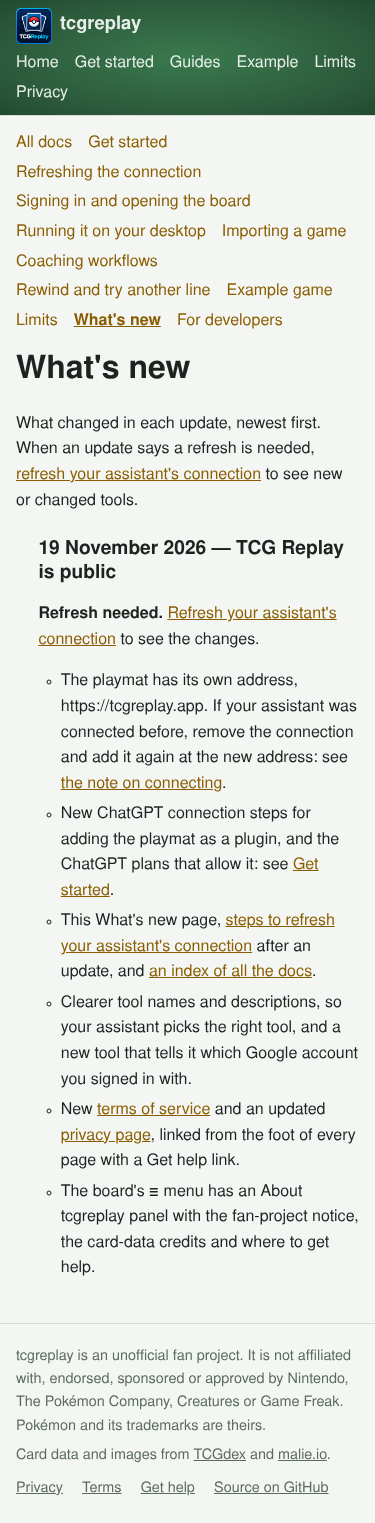 TCGReplay
tcgreplay
Home Get started Guides Example Limits
Privacy
All docs Get started
Refreshing the connection
Signing in and opening the board
Running it on your desktop Importing a game
Coaching workflows
Rewind and try another line Example game
Limits What's new For developers
What's new
What changed in each update, newest first.
When an update says a refresh is needed,
refresh your assistant's connection to see new
or changed tools.
19 November 2026 — TCG Replay
is public
Refresh needed. Refresh your assistant's
connection to see the changes.
The playmat has its own address,
https://tcgreplay.app. If your assistant was
connected before, remove the connection
and add it again at the new address: see
the note on connecting.
New ChatGPT connection steps for
adding the playmat as a plugin, and the
ChatGPT plans that allow it: see Get
started.
This What's new page, steps to refresh
your assistant's connection after an
update, and an index of all the docs.
Clearer tool names and descriptions, so
your assistant picks the right tool, and a
new tool that tells it which Google account
you signed in with.
New terms of service and an updated
privacy page, linked from the foot of every
page with a Get help link.
The board's ≡ menu has an About
tcgreplay panel with the fan-project notice,
the card-data credits and where to get
help.
tcgreplay is an unofficial fan project. It is not affiliated
with, endorsed, sponsored or approved by Nintendo,
The Pokémon Company, Creatures or Game Freak.
Pokémon and its trademarks are theirs.
Card data and images from TCGdex and malie.io.
Privacy Terms Get help Source on GitHub